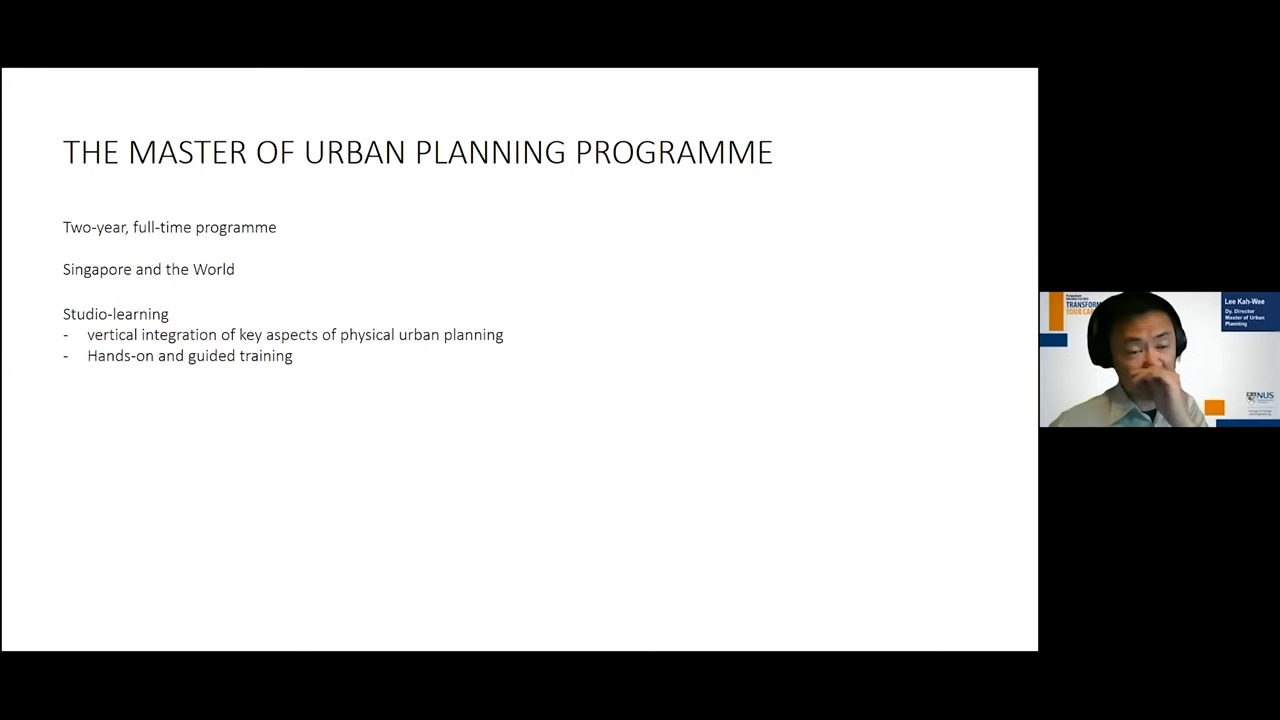 THE MASTER OF URBAN PLANNING PROGRAMME
Two-year, full-time programme
Singapore and the World
Studio-learning
- vertical integration of key aspects of physical urban planning
- Hands-on and guided training
TRANSFORM
YOUR
Lee Kah-Wee
Dy. Director
Master of Urban
Planning
NUS